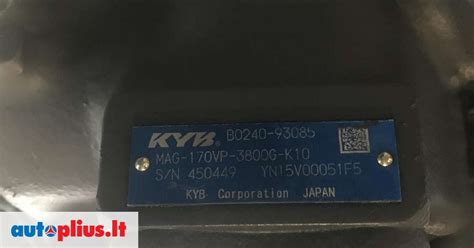 KYB B0240-93085
MAG-170VP-3800G-K10
S/N 450449 YN15V00051F5
KYB Corporation JAPAN
autoplius.lt